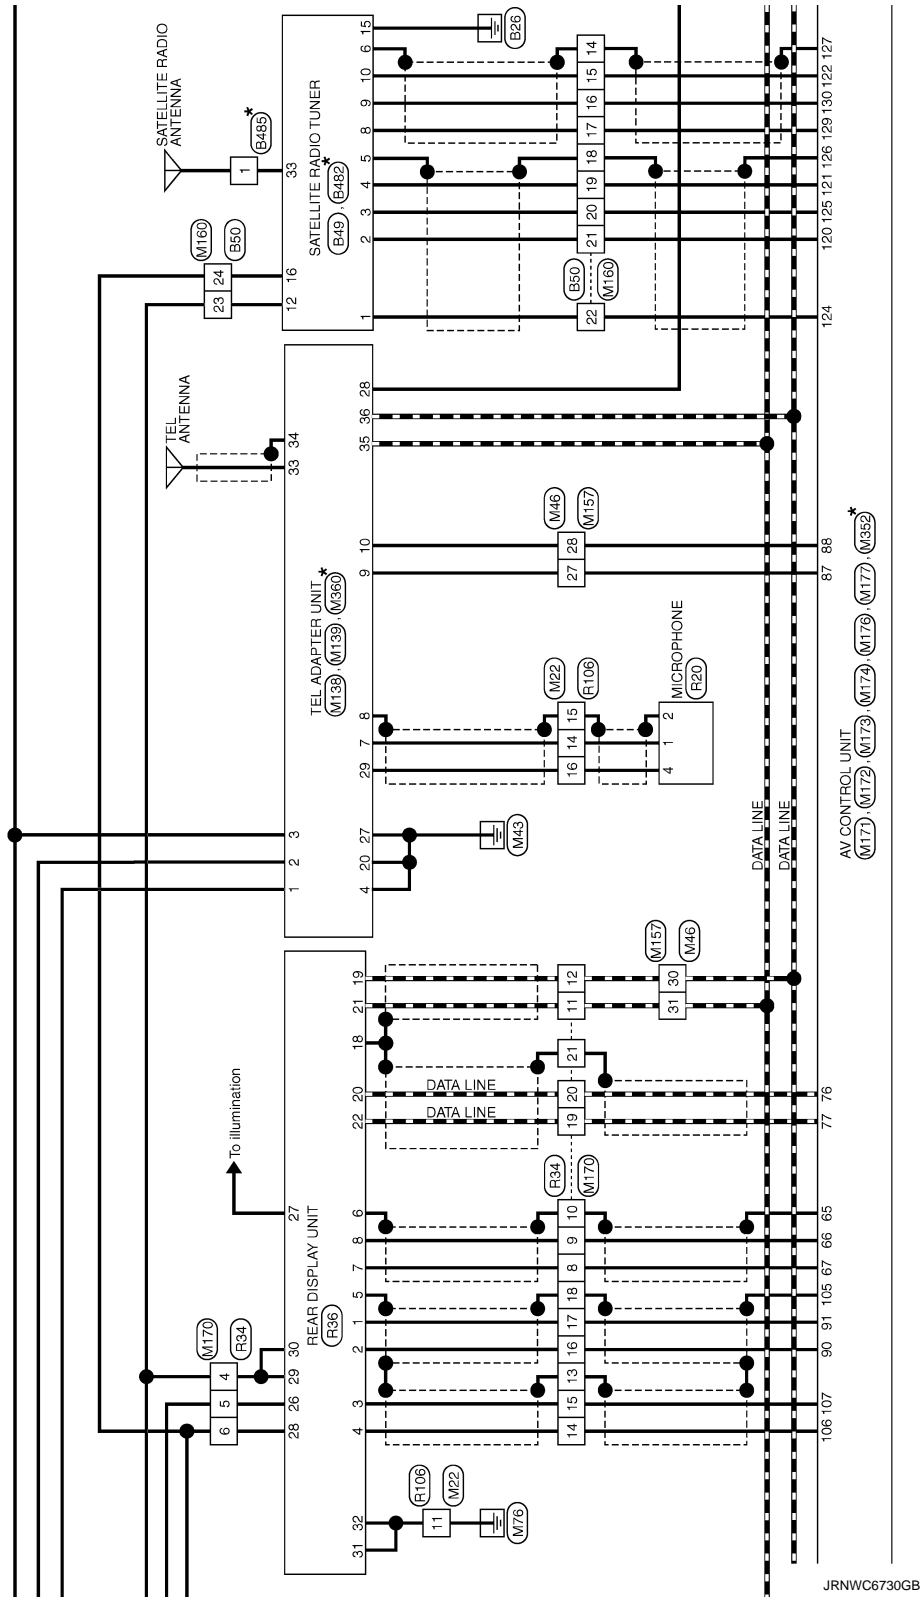 SATELLITE RADIO
ANTENNA
1
B485
*
33
M160
B50
24
23
16
12
SATELLITE RADIO TUNER
B49 , B482
*
15
6
10
9
8
5
4
3
2
1
B26
14
15
16
17
18
19
20
21
B50
M160
22
127
122
130
129
126
121
125
120
124
TEL
ANTENNA
34
33
28
36
35
10
9
M46
M157
28
27
88
87
TEL ADAPTER UNIT
M138 , M139 , M360
*
8
7
29
M22
R106
15
14
16
MICROPHONE
R20
2
1
4
3
2
1
27
20
4
M43
DATA LINE
DATA LINE
AV CONTROL UNIT
M171 , M172 , M173 , M174 , M176 , M177 , M352
*
19
21
18
20
22
12
11
M157
M46
30
31
21
DATA LINE
DATA LINE
20
19
76
77
To illumination
27
REAR DISPLAY UNIT
R36
R34
M170
6
8
7
5
1
2
3
4
10
9
8
18
17
16
13
15
14
65
66
67
105
91
90
107
106
M170
R34
4
5
6
30
29
26
28
32
31
R106
M22
11
M76
JRNWC6730GB